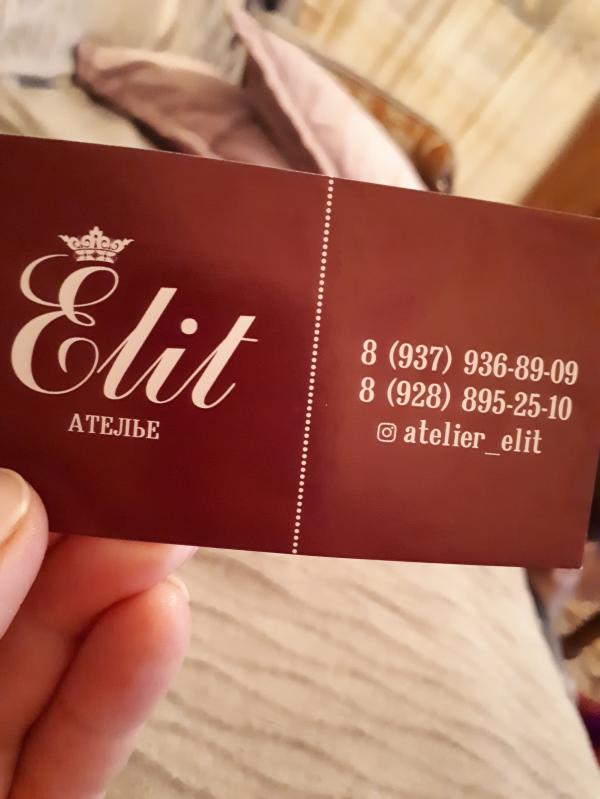 Elit
АТЕЛЬЕ
8 (937) 936-89-09
8 (928) 895-25-10
atelier_elit